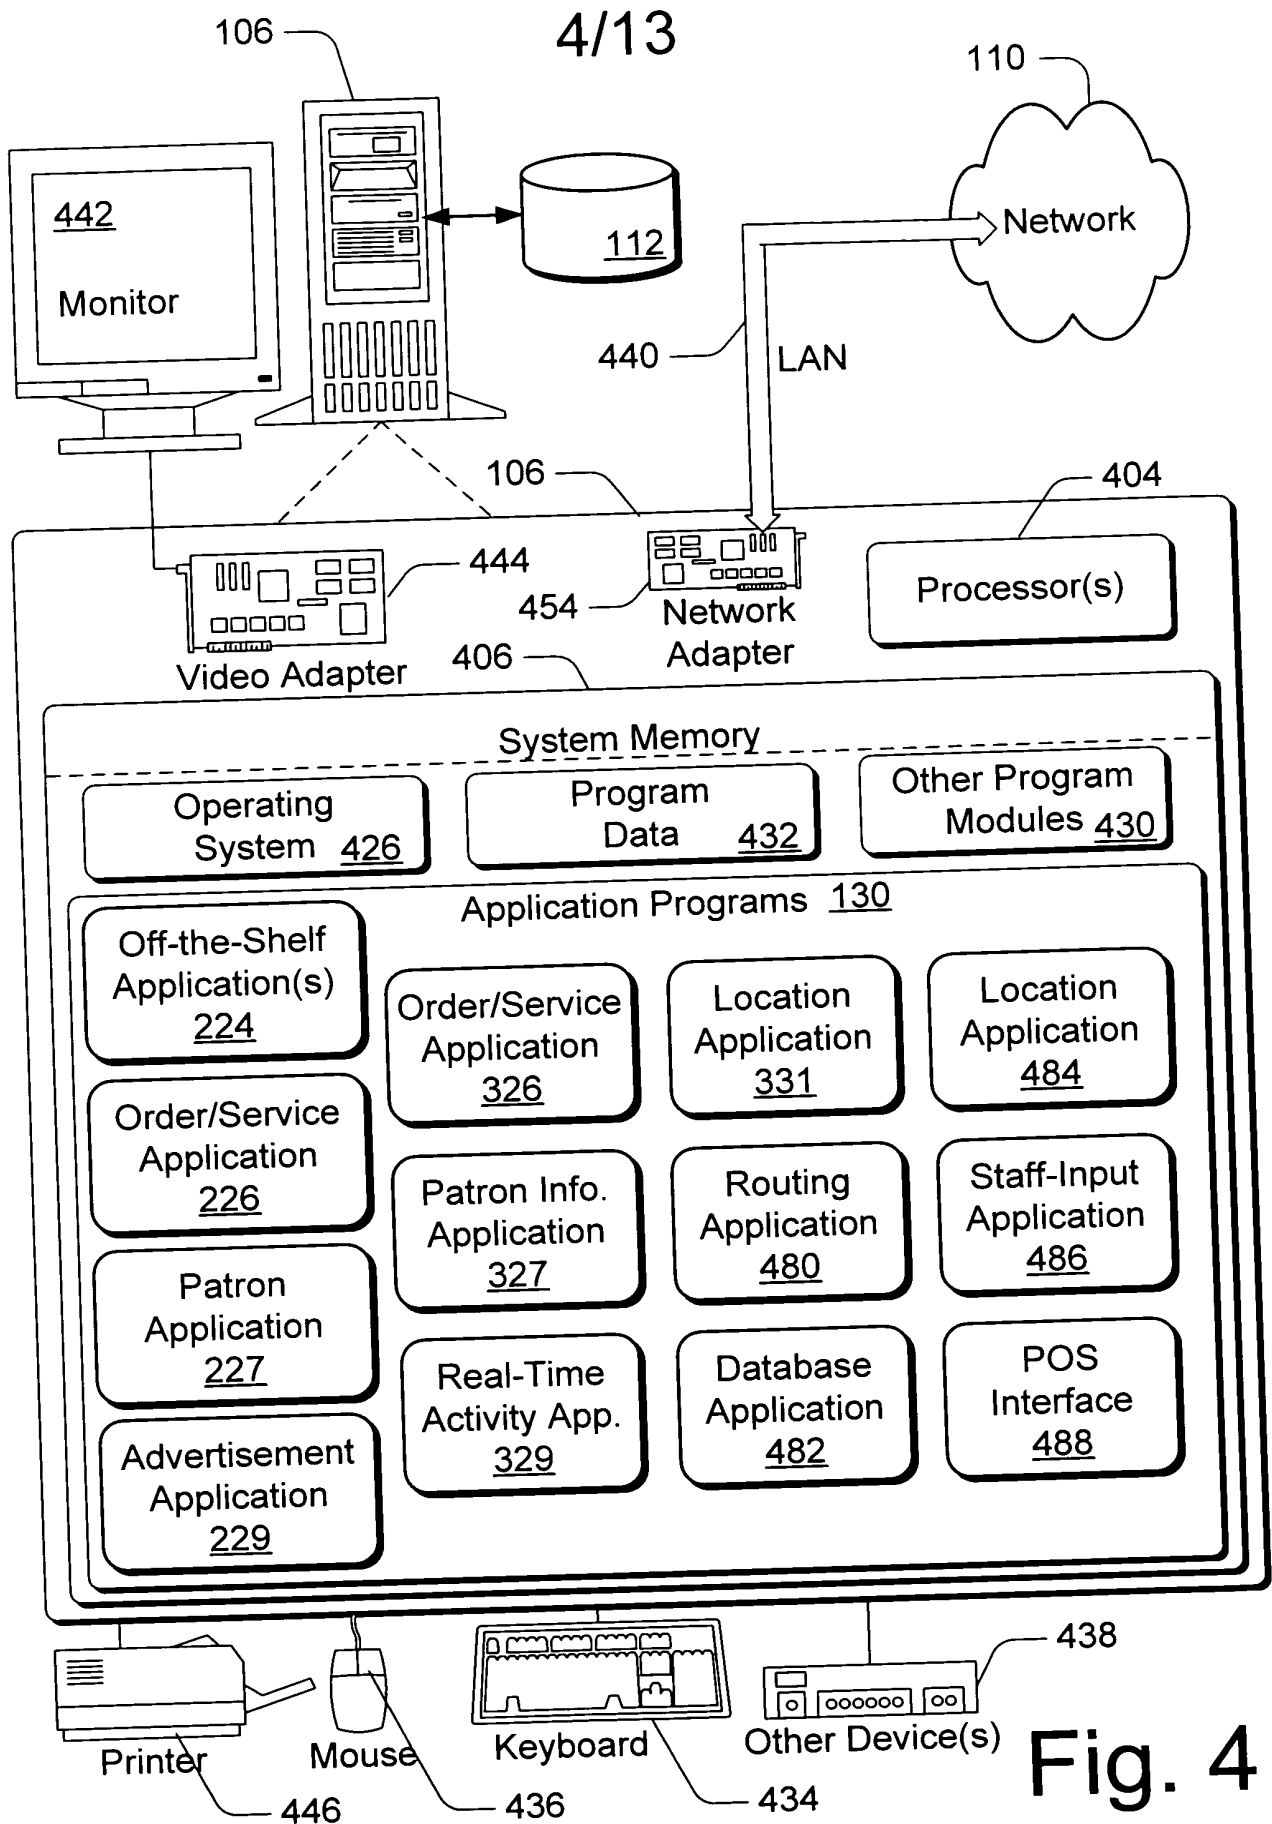 4/13
106
110
442
Monitor
112
Network
440
LAN
106
404
444
454
Network
Adapter
Processor(s)
Video Adapter
406
System Memory
Operating
System 426
Program
Data 432
Other Program
Modules 430
Application Programs 130
Off-the-Shelf
Application(s)
224
Order/Service
Application
326
Location
Application
331
Location
Application
484
Order/Service
Application
226
Patron Info.
Application
327
Routing
Application
480
Staff-Input
Application
486
Patron
Application
227
Real-Time
Activity App.
329
Database
Application
482
POS
Interface
488
Advertisement
Application
229
438
Printer
Mouse
Keyboard
Other Device(s)
446
436
434
Fig. 4